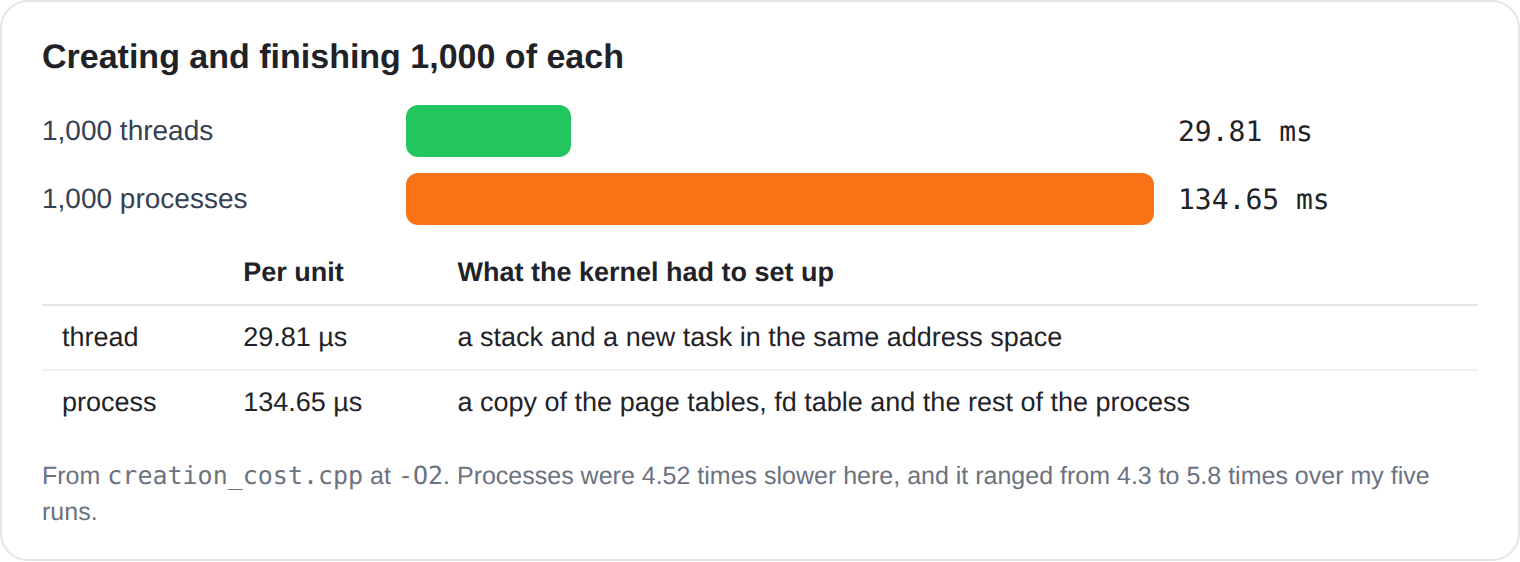 Creating and finishing 1,000 of each
1,000 threads 29.81 ms
1,000 processes 134.65 ms
Per unit What the kernel had to set up
thread 29.81 µs a stack and a new task in the same address space
process 134.65 µs a copy of the page tables, fd table and the rest of the process
From creation_cost.cpp at -O2. Processes were 4.52 times slower here, and it ranged from 4.3 to 5.8 times over my five
runs.